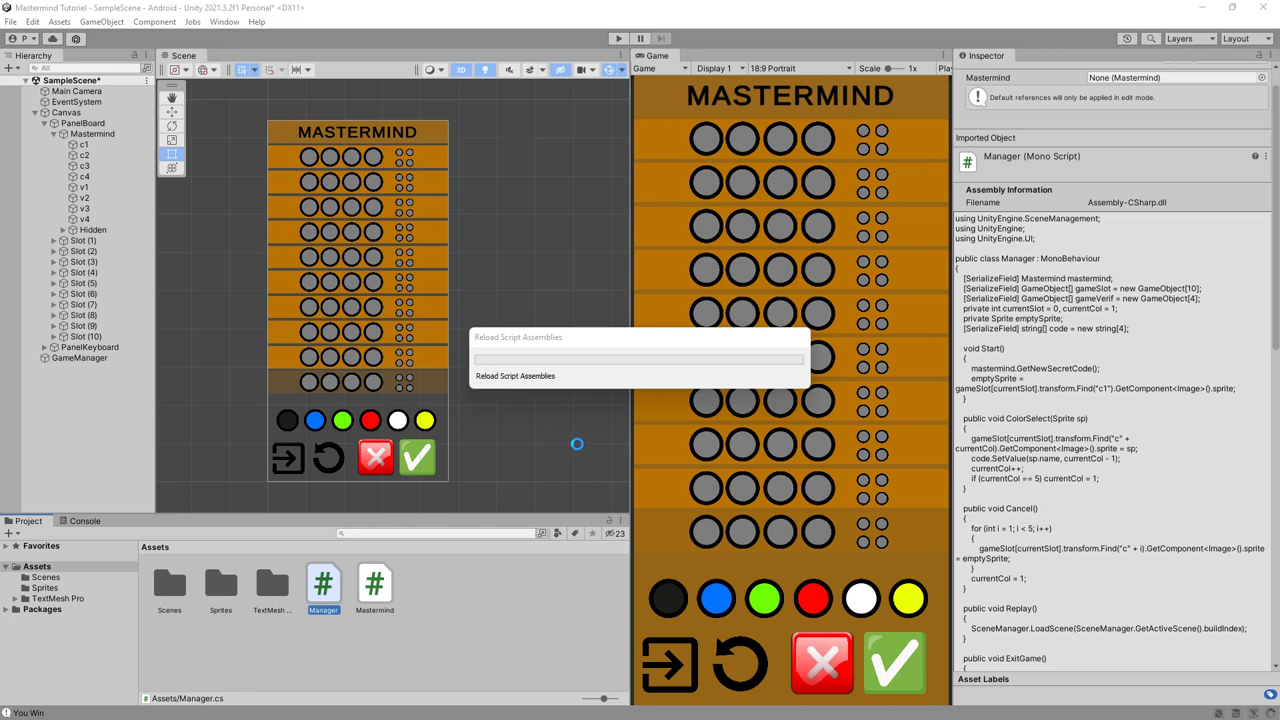 Mastermind Tutoriel - SampleScene - Android - Unity 2021.3.2f1 Personal* <DX11>
File Edit Assets GameObject Component Jobs Window Help
P Layers Layout
Hierarchy
All
SampleScene*
Main Camera
EventSystem
Canvas
PanelBoard
Mastermind
c1
c2
c3
c4
v1
v2
v3
v4
Hidden
Slot (1)
Slot (2)
Slot (3)
Slot (4)
Slot (5)
Slot (6)
Slot (7)
Slot (8)
Slot (9)
Slot (10)
PanelKeyboard
GameManager
Scene
2D
MASTERMIND
Game
Game Display 1 18:9 Portrait Scale 1x Pla
MASTERMIND
Reload Script Assemblies
Reload Script Assemblies
Inspector
Mastermind None (Mastermind)
Default references will only be applied in edit mode.
Imported Object
Manager (Mono Script)
Assembly Information
Filename Assembly-CSharp.dll
using UnityEngine.SceneManagement;
using UnityEngine;
using UnityEngine.UI;
public class Manager : MonoBehaviour
{
[SerializeField] Mastermind mastermind;
[SerializeField] GameObject[] gameSlot = new GameObject[10];
[SerializeField] GameObject[] gameVerif = new GameObject[4];
private int currentSlot = 0, currentCol = 1;
private Sprite emptySprite;
[SerializeField] string[] code = new string[4];
void Start()
{
mastermind.GetNewSecretCode();
emptySprite =
gameSlot[currentSlot].transform.Find("c1").GetComponent<Image>().sprite;
}
public void ColorSelect(Sprite sp)
{
gameSlot[currentSlot].transform.Find("c" +
currentCol).GetComponent<Image>().sprite = sp;
code.SetValue(sp.name, currentCol - 1);
currentCol++;
if (currentCol == 5) currentCol = 1;
}
public void Cancel()
{
for (int i = 1; i < 5; i++)
{
gameSlot[currentSlot].transform.Find("c" + i).GetComponent<Image>().sprite
= emptySprite;
}
currentCol = 1;
}
public void Replay()
{
SceneManager.LoadScene(SceneManager.GetActiveScene().buildIndex);
}
public void ExitGame()
{
Asset Labels
Project Console
23
Favorites
Assets
Scenes
Sprites
TextMesh Pro
Packages
Assets
Scenes Sprites TextMesh ... Manager Mastermind
Assets/Manager.cs
You Win